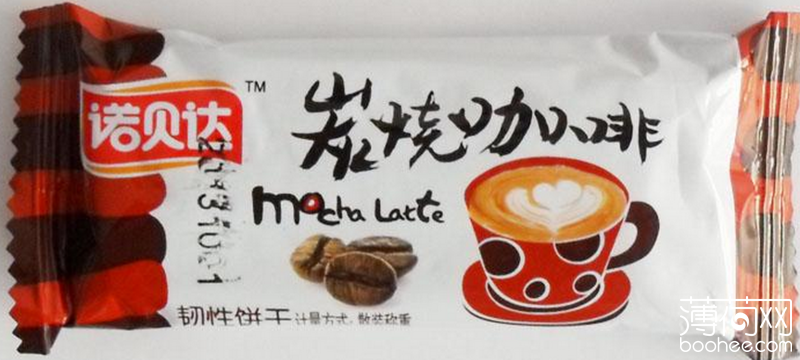 诺贝达
TM
炭烧咖啡
mocha Latte
20131021
韧性饼干 计量方式:散装称重
薄荷网
boohee.com